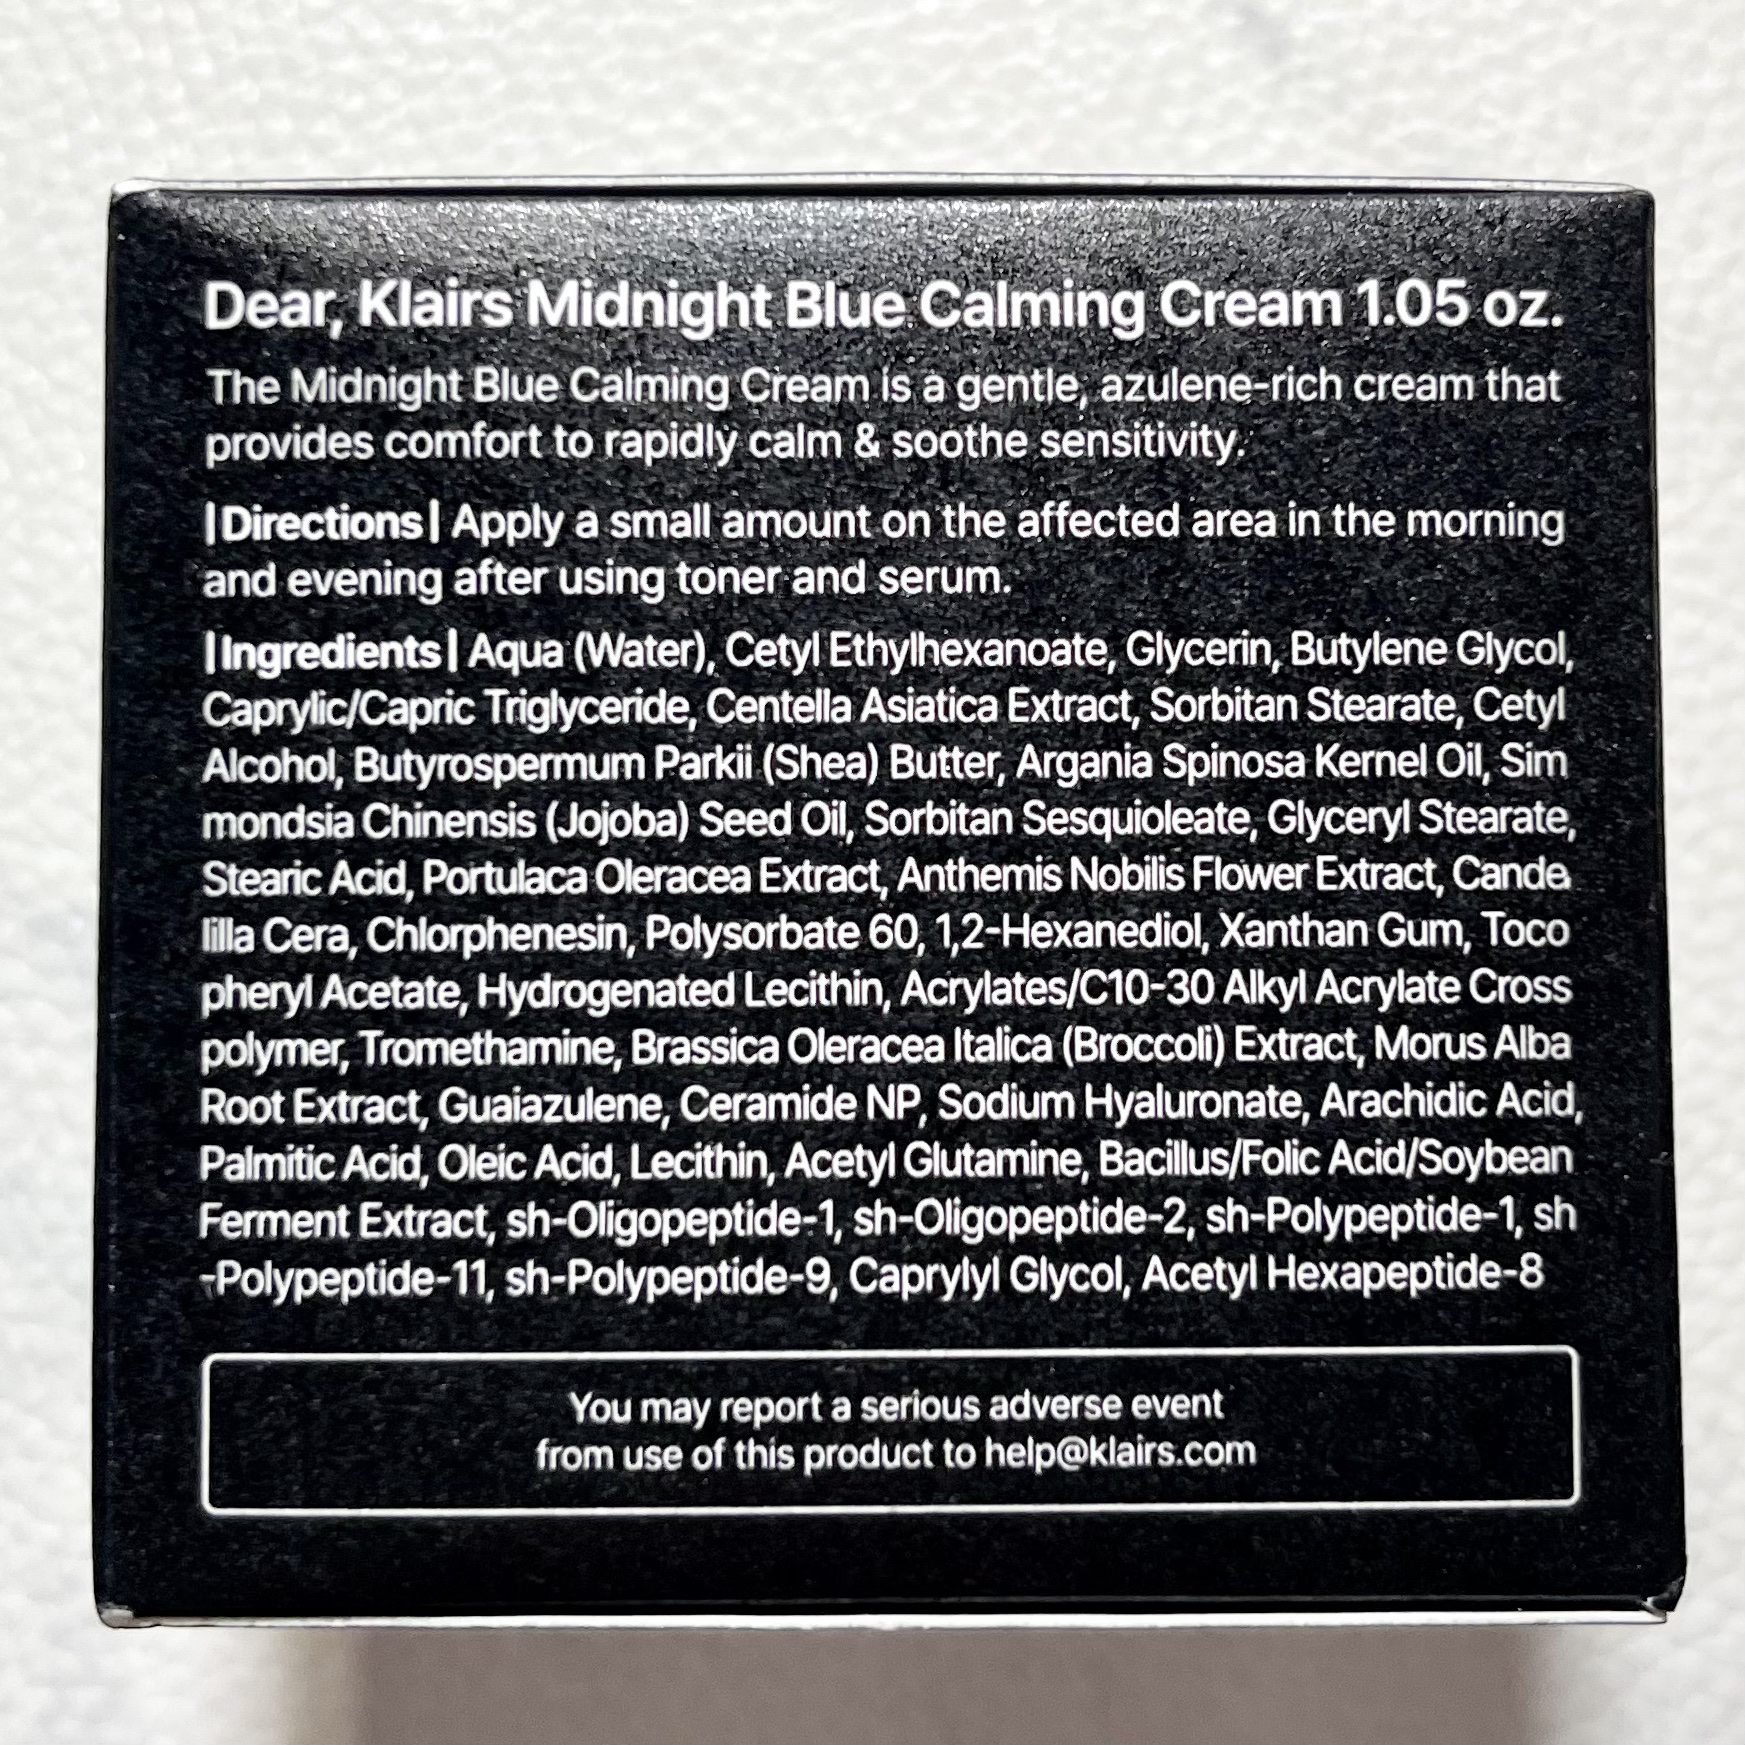 Dear, Klairs Midnight Blue Calming Cream 1.05 oz.
The Midnight Blue Calming Cream is a gentle, azulene-rich cream that
provides comfort to rapidly calm & soothe sensitivity.
|Directions| Apply a small amount on the affected area in the morning
and evening after using toner and serum.
|Ingredients| Aqua (Water), Cetyl Ethylhexanoate, Glycerin, Butylene Glycol,
Caprylic/Capric Triglyceride, Centella Asiatica Extract, Sorbitan Stearate, Cetyl
Alcohol, Butyrospermum Parkii (Shea) Butter, Argania Spinosa Kernel Oil, Sim
mondsia Chinensis (Jojoba) Seed Oil, Sorbitan Sesquioleate, Glyceryl Stearate,
Stearic Acid, Portulaca Oleracea Extract, Anthemis Nobilis Flower Extract, Cande
lilla Cera, Chlorphenesin, Polysorbate 60, 1,2-Hexanediol, Xanthan Gum, Toco
pheryl Acetate, Hydrogenated Lecithin, Acrylates/C10-30 Alkyl Acrylate Cross
polymer, Tromethamine, Brassica Oleracea Italica (Broccoli) Extract, Morus Alba
Root Extract, Guaiazulene, Ceramide NP, Sodium Hyaluronate, Arachidic Acid,
Palmitic Acid, Oleic Acid, Lecithin, Acetyl Glutamine, Bacillus/Folic Acid/Soybean
Ferment Extract, sh-Oligopeptide-1, sh-Oligopeptide-2, sh-Polypeptide-1, sh
-Polypeptide-11, sh-Polypeptide-9, Caprylyl Glycol, Acetyl Hexapeptide-8
You may report a serious adverse event
from use of this product to help@klairs.com